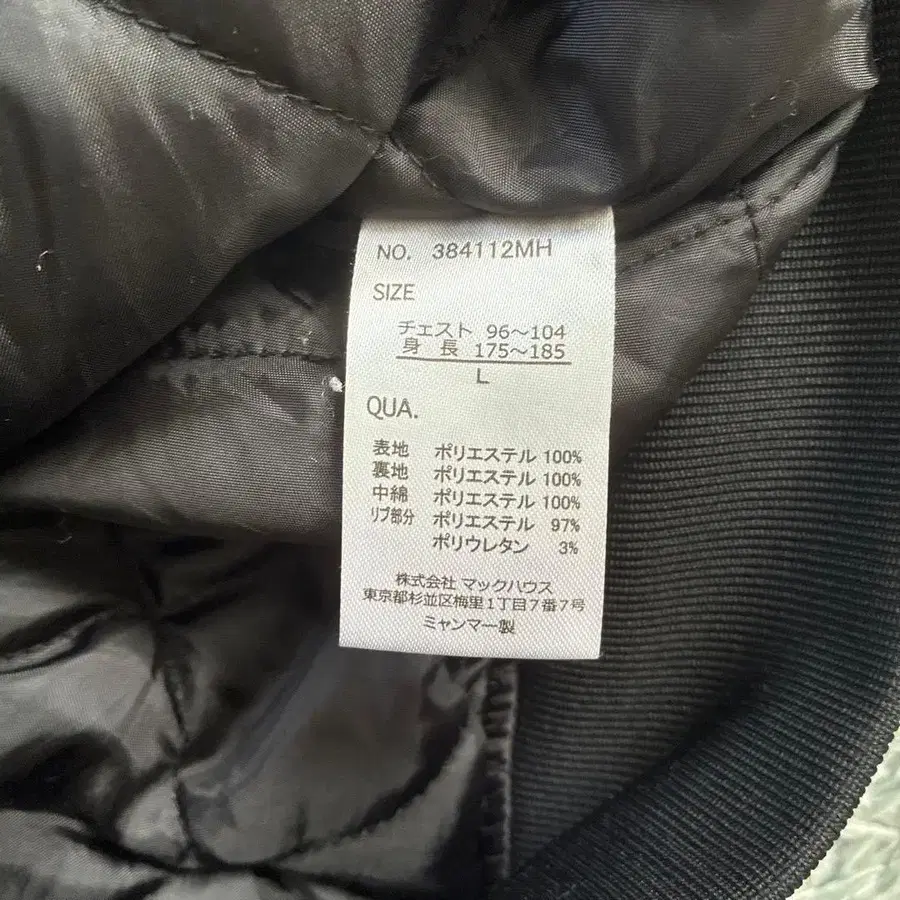 NO. 384112MH
SIZE
チェスト 96～104
身 長 175～185
L
QUA.
表地 ポリエステル 100%
裏地 ポリエステル 100%
中綿 ポリエステル 100%
リブ部分 ポリエステル 97%
ポリウレタン 3%
株式会社 マックハウス
東京都杉並区梅里1丁目7番7号
ミャンマー製